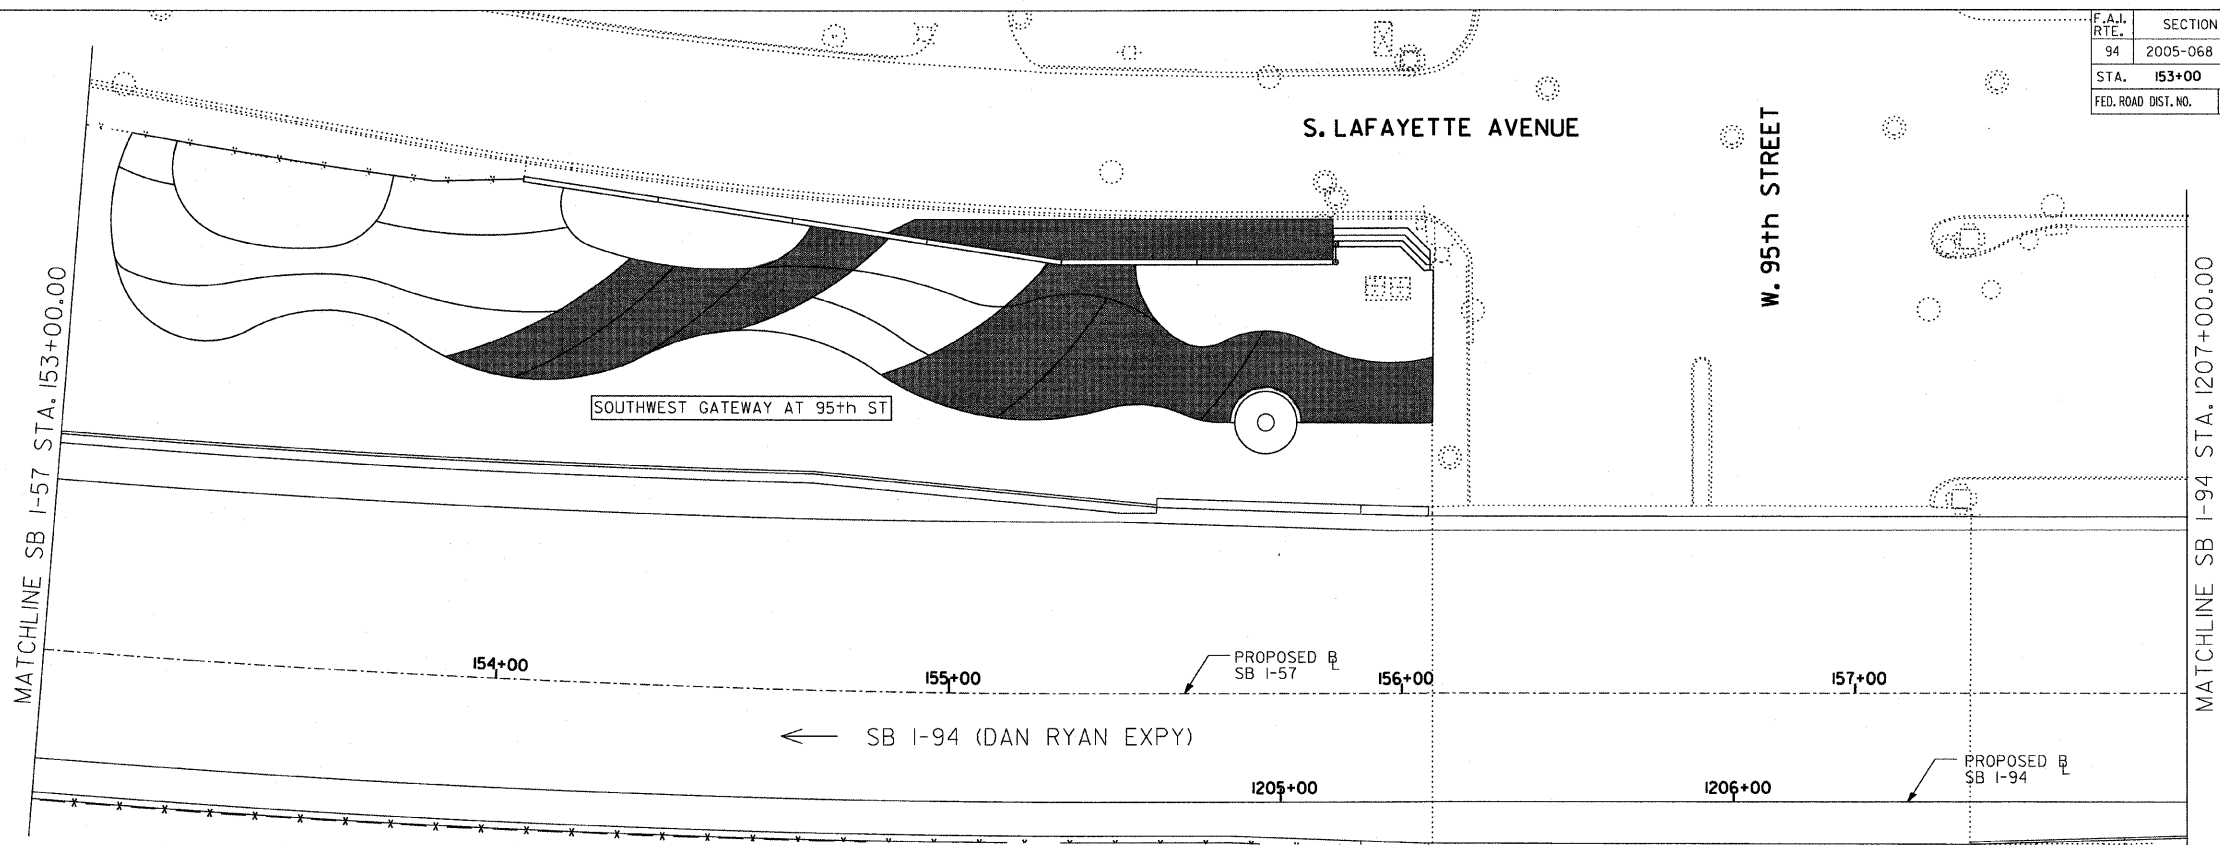 F.A.I. RTE. SECTION
94 2005-068
STA. 153+00
FED. ROAD DIST. NO.
S. LAFAYETTE AVENUE
W. 95th STREET
MATCHLINE SB I-57 STA. 153+00.00
SOUTHWEST GATEWAY AT 95th ST
MATCHLINE SB I-94 STA. 1207+00.00
154+00
155+00
PROPOSED BL
SB I-57
156+00
157+00
SB I-94 (DAN RYAN EXPY)
PROPOSED BL
SB I-94
1205+00
1206+00